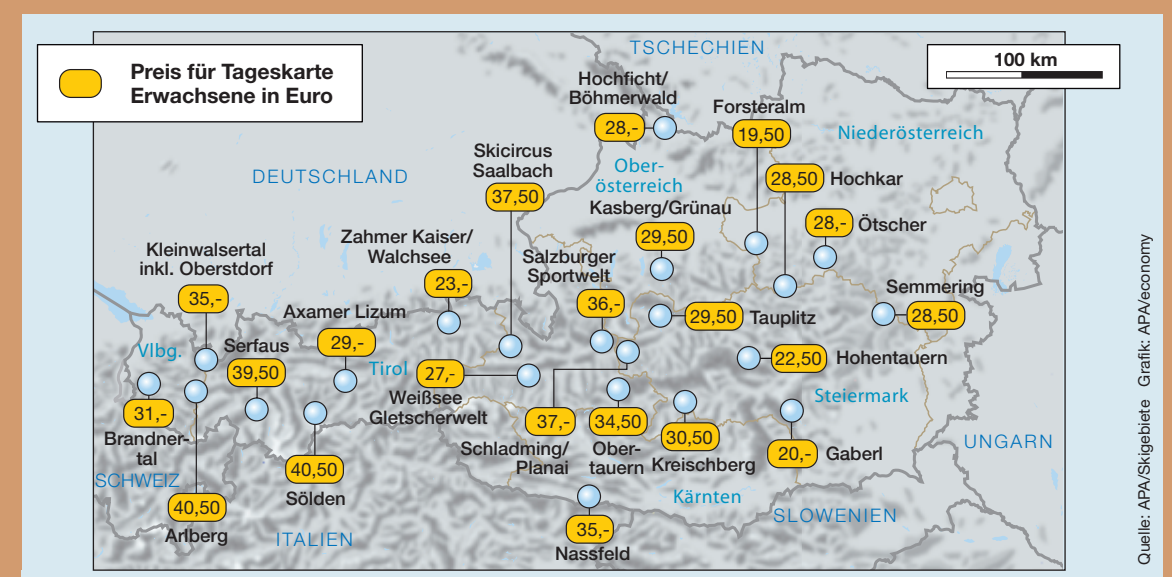 Preis für Tageskarte
Erwachsene in Euro
100 km
TSCHECHIEN
Hochficht/
Böhmerwald
28,-
Forsteralm
19,50
Niederösterreich
Skicircus
Saalbach
37,50
Ober-
österreich
DEUTSCHLAND
28,50 Hochkar
Kasberg/Grünau
29,50
28,- Ötscher
Kleinwalsertal
inkl. Oberstdorf
35,-
Zahmer Kaiser/
Walchsee
23,-
Salzburger
Sportwelt
36,-
Semmering
28,50
Axamer Lizum
29,-
29,50 Tauplitz
Vlbg.
Serfaus
39,50
Tirol
27,-
Weißsee
Gletscherwelt
22,50 Hohentauern
Steiermark
31,-
Brandner-
tal
37,-
Schladming/
Planai
34,50
Ober-
tauern
30,50
Kreischberg
20,- Gaberl
UNGARN
SCHWEIZ
40,50
Sölden
40,50
Arlberg
ITALIEN
Kärnten
SLOWENIEN
35,-
Nassfeld
Quelle: APA/Skigebiete Grafik: APA/economy